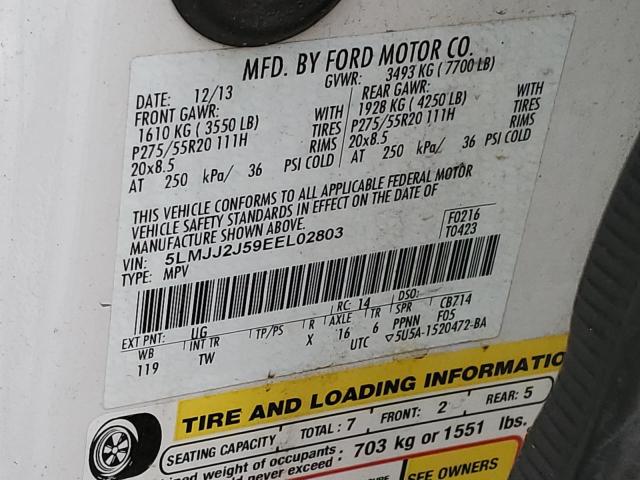 MFD. BY FORD MOTOR CO.
DATE: 12/13 GVWR: 3493 KG ( 7700 LB)
FRONT GAWR: REAR GAWR:
1610 KG ( 3550 LB) WITH 1928 KG ( 4250 LB) WITH
P275/55R20 111H TIRES P275/55R20 111H TIRES
20x8.5 RIMS 20x8.5 RIMS
AT 250 kPa/ 36 PSI COLD AT 250 kPa/ 36 PSI COLD
THIS VEHICLE CONFORMS TO ALL APPLICABLE FEDERAL MOTOR
VEHICLE SAFETY STANDARDS IN EFFECT ON THE DATE OF
MANUFACTURE SHOWN ABOVE.
VIN: 5LMJJ2J59EEL02803 F0216
TYPE: MPV T0423
EXT PNT: UG RC: 14 DSO:
WB INT TR TP/PS R AXLE TR SPR CB714
119 TW X 16 6 PPNN F05
UTC ▽5U5A-1520472-BA
TIRE AND LOADING INFORMATION
SEATING CAPACITY TOTAL: 7 FRONT: 2 REAR: 5
weight of occupants
never exceed: 703 kg or 1551 lbs.
SEE OWNERS